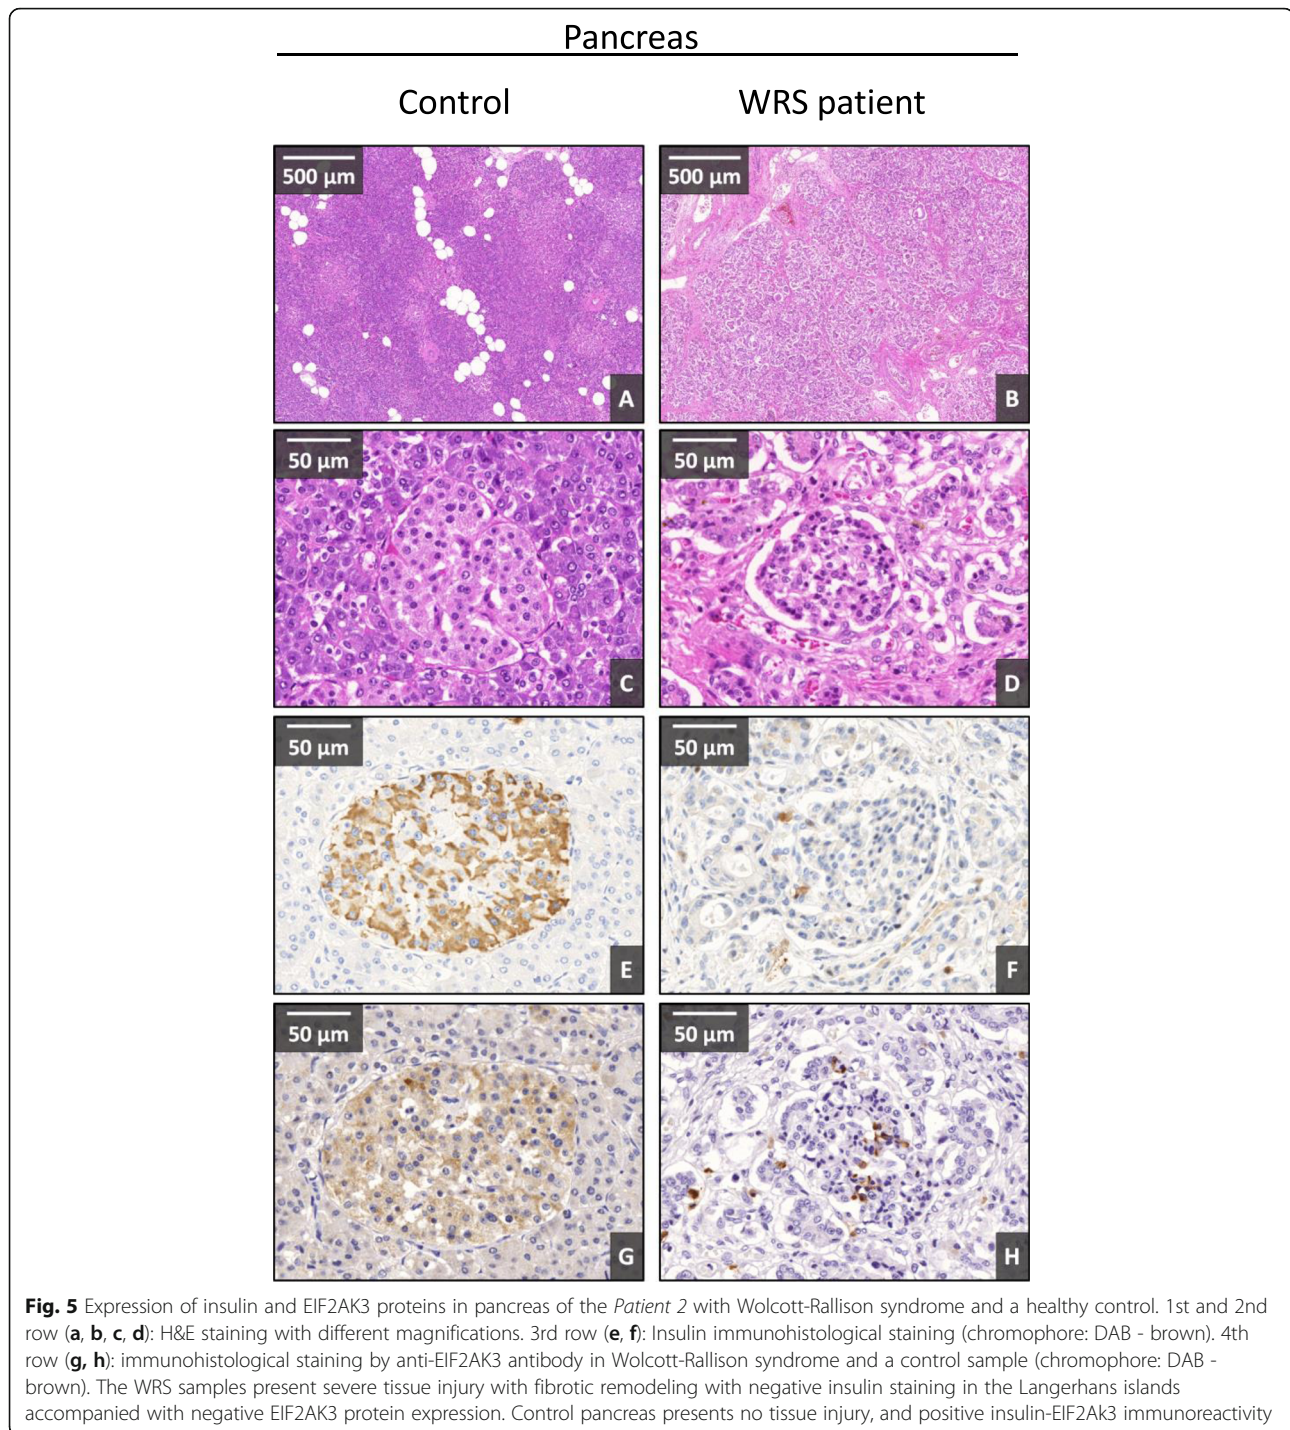 Pancreas
Control WRS patient
500 µm 500 µm
A B
50 µm 50 µm
C D
50 µm 50 µm
E F
50 µm 50 µm
G H
Fig. 5 Expression of insulin and EIF2AK3 proteins in pancreas of the Patient 2 with Wolcott-Rallison syndrome and a healthy control. 1st and 2nd
row (a, b, c, d): H&E staining with different magnifications. 3rd row (e, f): Insulin immunohistological staining (chromophore: DAB - brown). 4th
row (g, h): immunohistological staining by anti-EIF2AK3 antibody in Wolcott-Rallison syndrome and a control sample (chromophore: DAB -
brown). The WRS samples present severe tissue injury with fibrotic remodeling with negative insulin staining in the Langerhans islands
accompanied with negative EIF2AK3 protein expression. Control pancreas presents no tissue injury, and positive insulin-EIF2Ak3 immunoreactivity